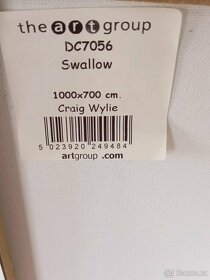 the art group
DC7056
Swallow
1000x700 cm.
Craig Wylie
5 023920 249484
artgroup.com